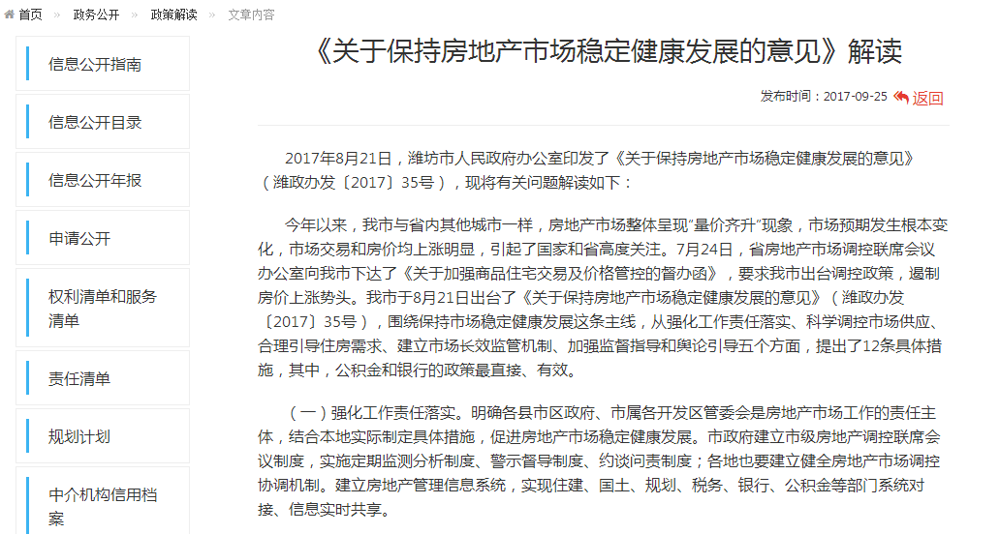 首页 » 政务公开 » 政策解读 » 文章内容
信息公开指南
信息公开目录
信息公开年报
申请公开
权利清单和服务
清单
责任清单
规划计划
中介机构信用档
案
《关于保持房地产市场稳定健康发展的意见》解读
发布时间：2017-09-25 返回
2017年8月21日，潍坊市人民政府办公室印发了《关于保持房地产市场稳定健康发展的意见》
（潍政办发〔2017〕35号），现将有关问题解读如下：
今年以来，我市与省内其他城市一样，房地产市场整体呈现“量价齐升”现象，市场预期发生根本变
化，市场交易和房价均上涨明显，引起了国家和省高度关注。7月24日，省房地产市场调控联席会议
办公室向我市下达了《关于加强商品住宅交易及价格管控的督办函》，要求我市出台调控政策，遏制
房价上涨势头。我市于8月21日出台了《关于保持房地产市场稳定健康发展的意见》（潍政办发
〔2017〕35号），围绕保持市场稳定健康发展这条主线，从强化工作责任落实、科学调控市场供应、
合理引导住房需求、建立市场长效监管机制、加强监督指导和舆论引导五个方面，提出了12条具体措
施，其中，公积金和银行的政策最直接、有效。
（一）强化工作责任落实。明确各县市区政府、市属各开发区管委会是房地产市场工作的责任主
体，结合本地实际制定具体措施，促进房地产市场稳定健康发展。市政府建立市级房地产调控联席会
议制度，实施定期监测分析制度、警示督导制度、约谈问责制度；各地也要建立健全房地产市场调控
协调机制。建立房地产管理信息系统，实现住建、国土、规划、税务、银行、公积金等部门系统对
接、信息实时共享。